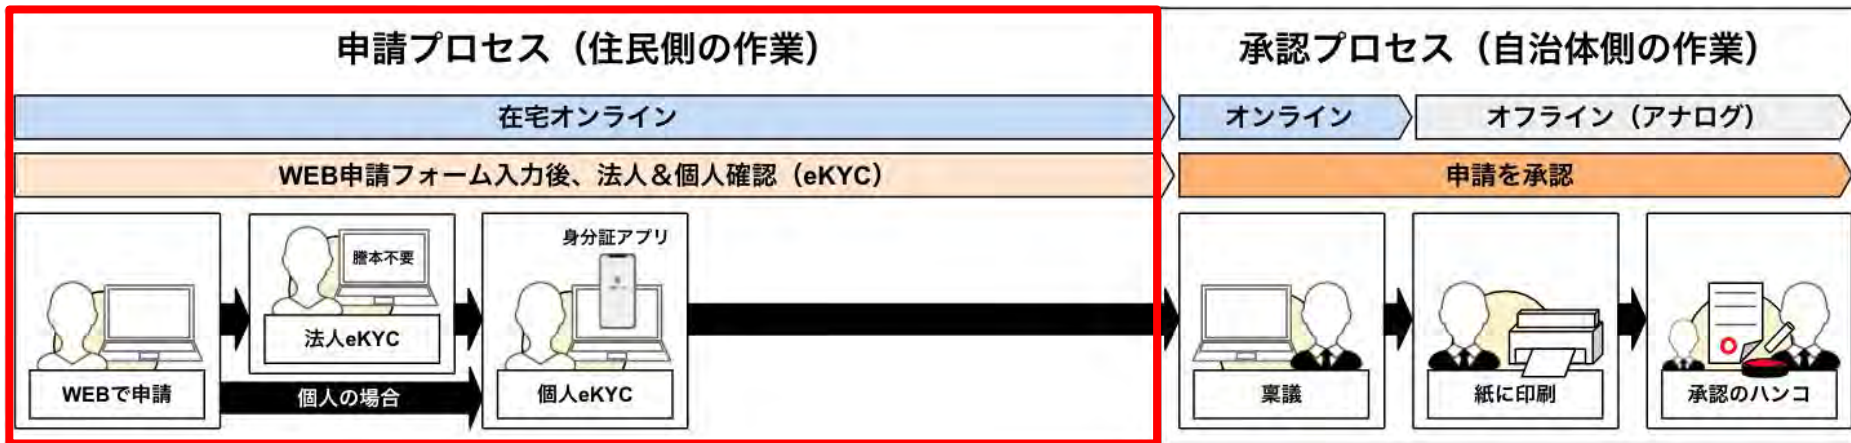 申請プロセス（住民側の作業）
承認プロセス（自治体側の作業）
在宅オンライン
オンライン
オフライン（アナログ）
WEB申請フォーム入力後、法人＆個人確認（eKYC）
申請を承認
WEBで申請
謄本不要
法人eKYC
個人の場合
身分証アプリ
個人eKYC
稟議
紙に印刷
承認のハンコ